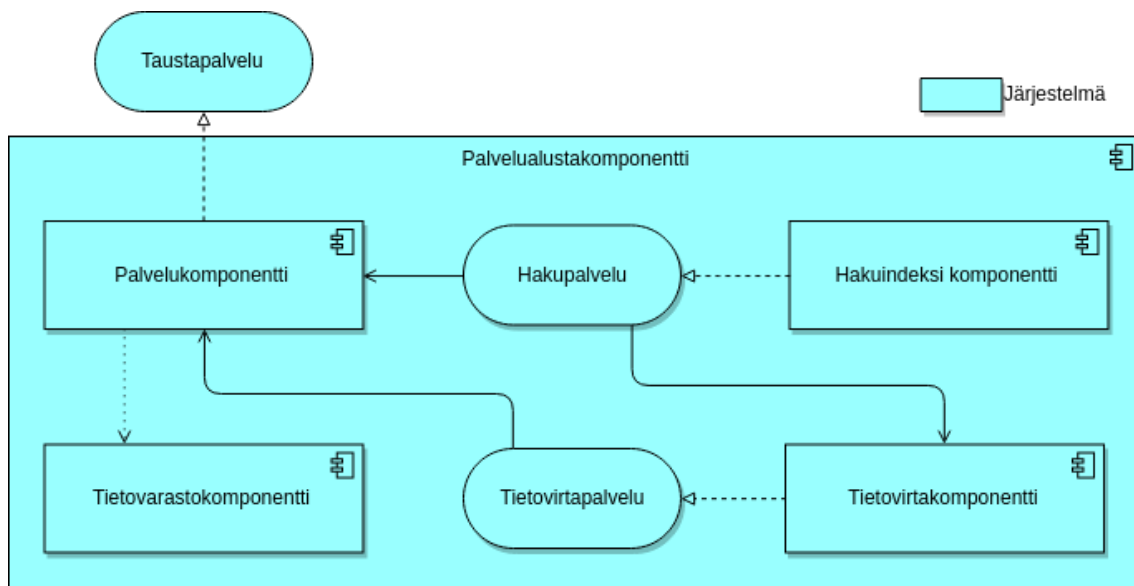 Taustapalvelu
Järjestelmä
Palvelualustakomponentti
Palvelukomponentti
Hakupalvelu
Hakuindeksi komponentti
Tietovarastokomponentti
Tietovirtapalvelu
Tietovirtakomponentti